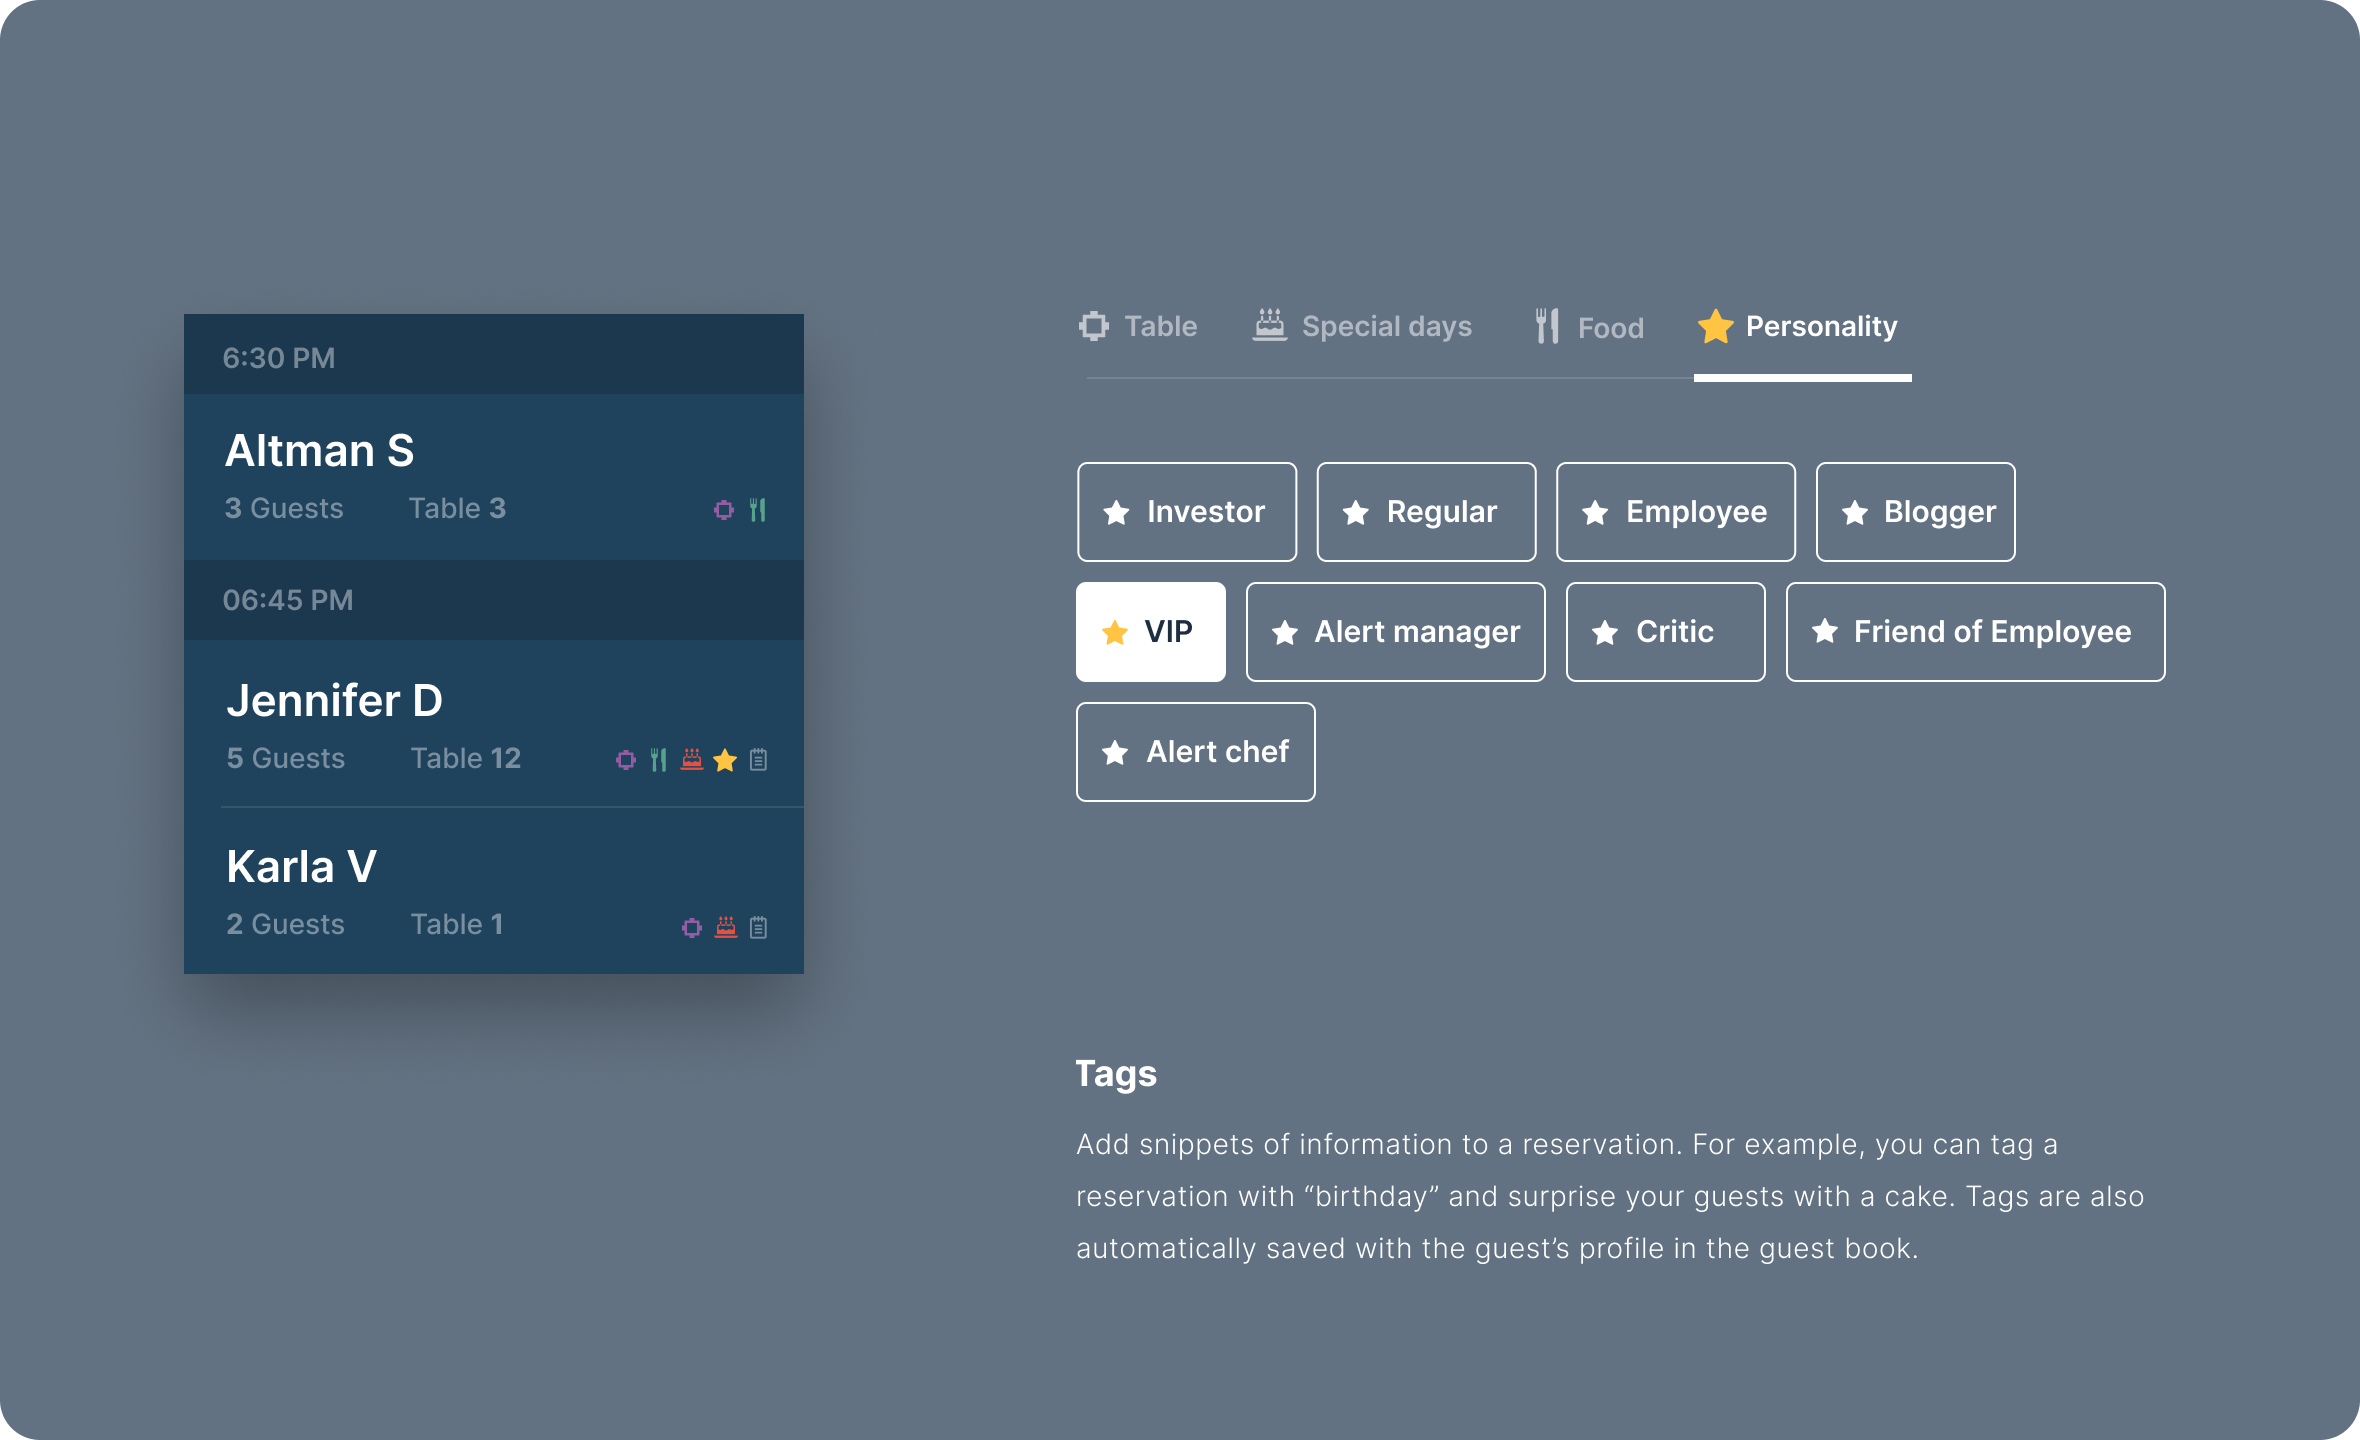 6:30 PM
Altman S
3 Guests Table 3
06:45 PM
Jennifer D
5 Guests Table 12
Karla V
2 Guests Table 1
Table Special days Food Personality
Investor Regular Employee Blogger
VIP Alert manager Critic Friend of Employee
Alert chef
Tags
Add snippets of information to a reservation. For example, you can tag a
reservation with “birthday” and surprise your guests with a cake. Tags are also
automatically saved with the guest’s profile in the guest book.